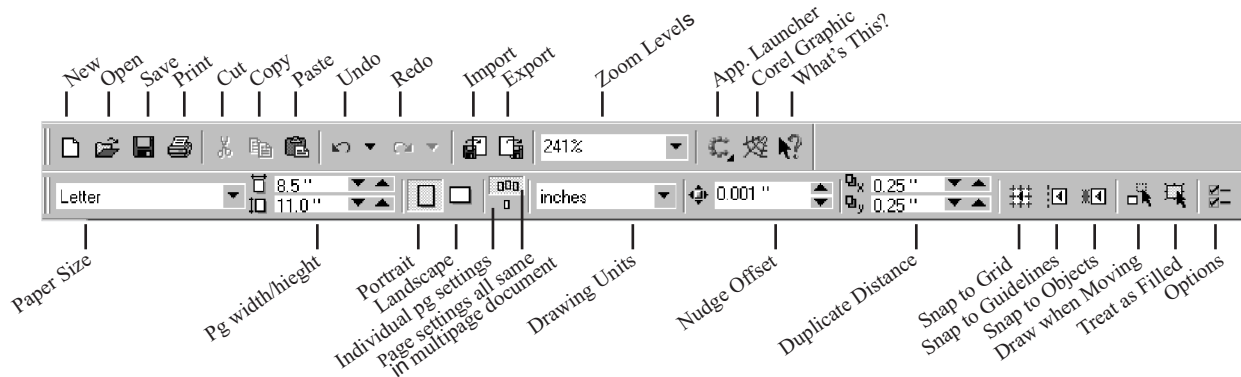 New
Open
Save
Print
Cut
Copy
Paste
Undo
Redo
Import
Export
Zoom Levels
App. Launcher
Corel Graphic
What's This?
241%
Letter
8.5 "
11.0 "
inches
0.001 "
x 0.25 "
y 0.25 "
Paper Size
Pg width/hieght
Portrait
Landscape
Individual pg settings
Page settings all same
in multipage document
Drawing Units
Nudge Offset
Duplicate Distance
Snap to Grid
Snap to Guidelines
Snap to Objects
Draw when Moving
Treat as Filled
Options